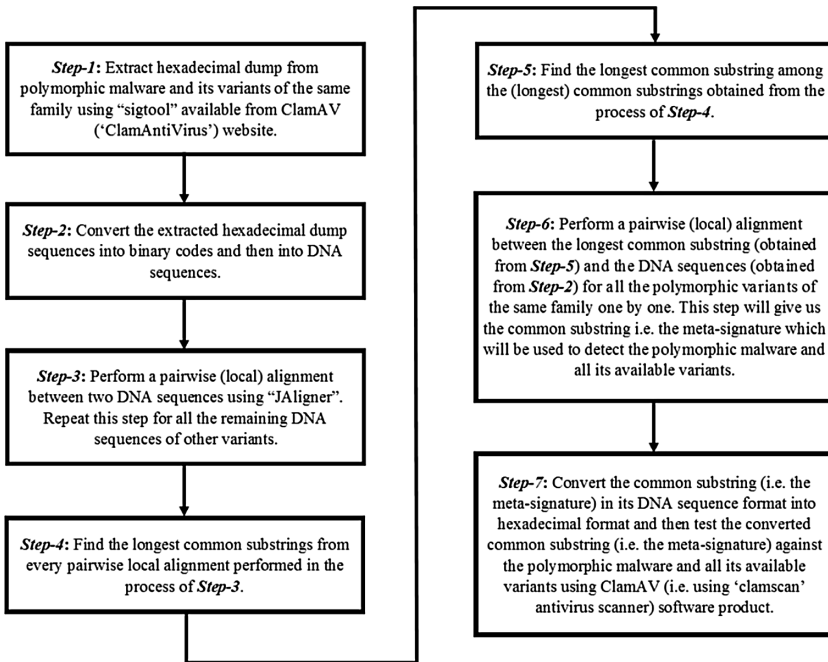 Step-1: Extract hexadecimal dump from
polymorphic malware and its variants of the same
family using “sigtool” available from ClamAV
(‘ClamAntiVirus’) website.
Step-2: Convert the extracted hexadecimal dump
sequences into binary codes and then into DNA
sequences.
Step-3: Perform a pairwise (local) alignment
between two DNA sequences using “JAligner”.
Repeat this step for all the remaining DNA
sequences of other variants.
Step-4: Find the longest common substrings from
every pairwise local alignment performed in the
process of Step-3.
Step-5: Find the longest common substring among
the (longest) common substrings obtained from the
process of Step-4.
Step-6: Perform a pairwise (local) alignment
between the longest common substring (obtained
from Step-5) and the DNA sequences (obtained
from Step-2) for all the polymorphic variants of
the same family one by one. This step will give us
the common substring i.e. the meta-signature which
will be used to detect the polymorphic malware and
all its available variants.
Step-7: Convert the common substring (i.e. the
meta-signature) in its DNA sequence format into
hexadecimal format and then test the converted
common substring (i.e. the meta-signature) against
the polymorphic malware and all its available
variants using ClamAV (i.e. using ‘clamscan’
antivirus scanner) software product.